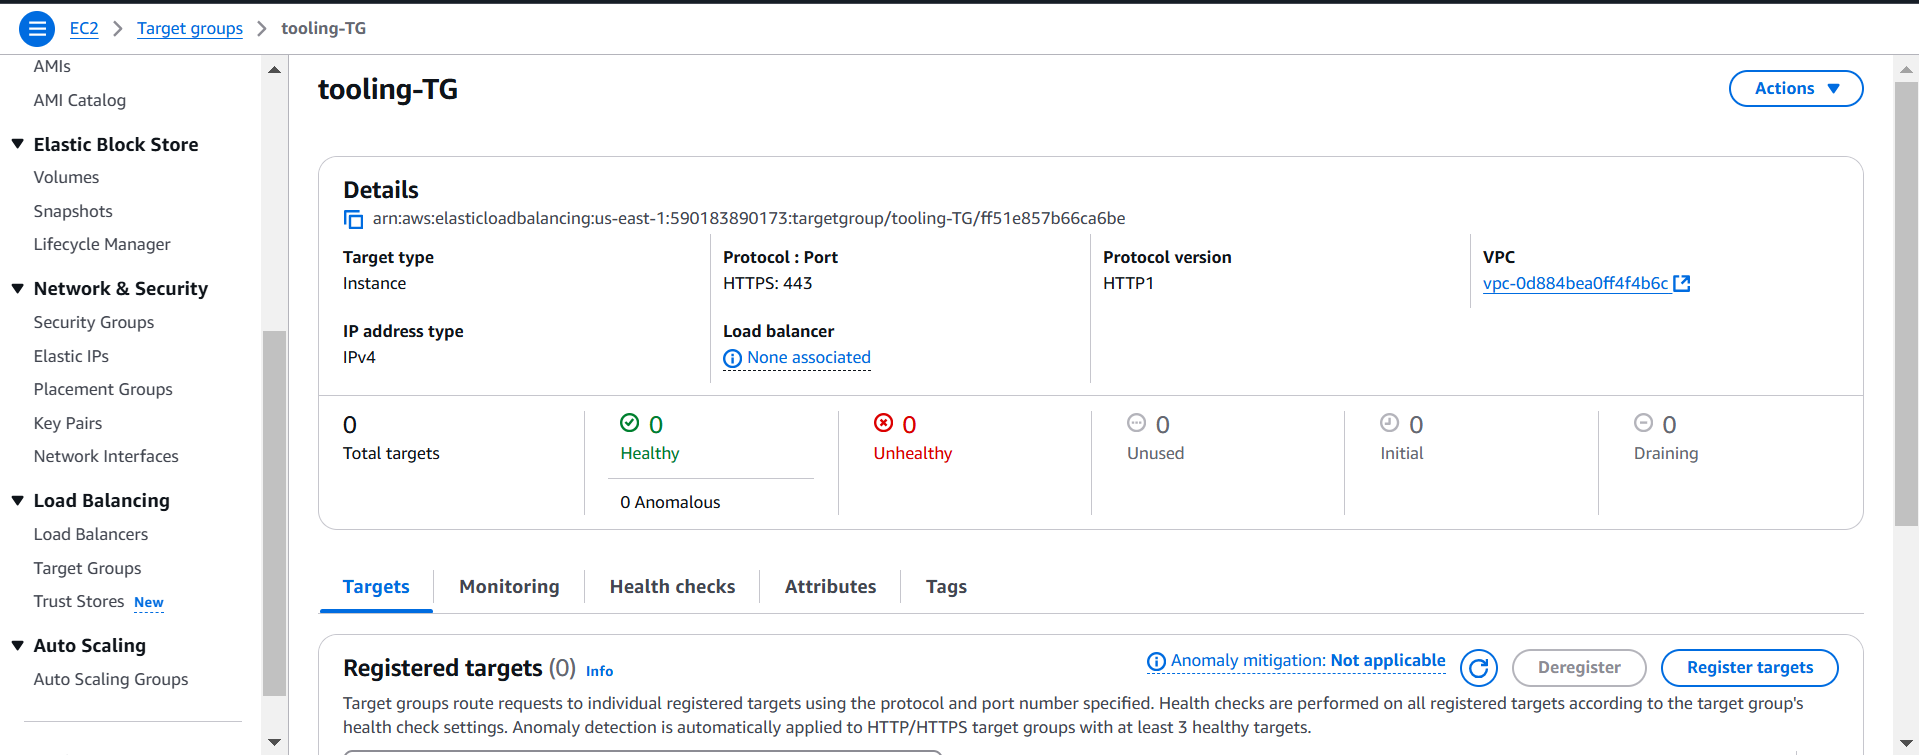 EC2 > Target groups > tooling-TG
AMIs
AMI Catalog
Elastic Block Store
Volumes
Snapshots
Lifecycle Manager
Network & Security
Security Groups
Elastic IPs
Placement Groups
Key Pairs
Network Interfaces
Load Balancing
Load Balancers
Target Groups
Trust Stores New
Auto Scaling
Auto Scaling Groups
tooling-TG
Actions
Details
arn:aws:elasticloadbalancing:us-east-1:590183890173:targetgroup/tooling-TG/ff51e857b66ca6be
Target type
Instance
Protocol : Port
HTTPS: 443
Protocol version
HTTP1
VPC
vpc-0d884bea0ff4f4b6c
IP address type
IPv4
Load balancer
None associated
0
Total targets
0
Healthy
0 Anomalous
0
Unhealthy
0
Unused
0
Initial
0
Draining
Targets
Monitoring
Health checks
Attributes
Tags
Registered targets (0) Info
Anomaly mitigation: Not applicable
Deregister
Register targets
Target groups route requests to individual registered targets using the protocol and port number specified. Health checks are performed on all registered targets according to the target group's
health check settings. Anomaly detection is automatically applied to HTTP/HTTPS target groups with at least 3 healthy targets.